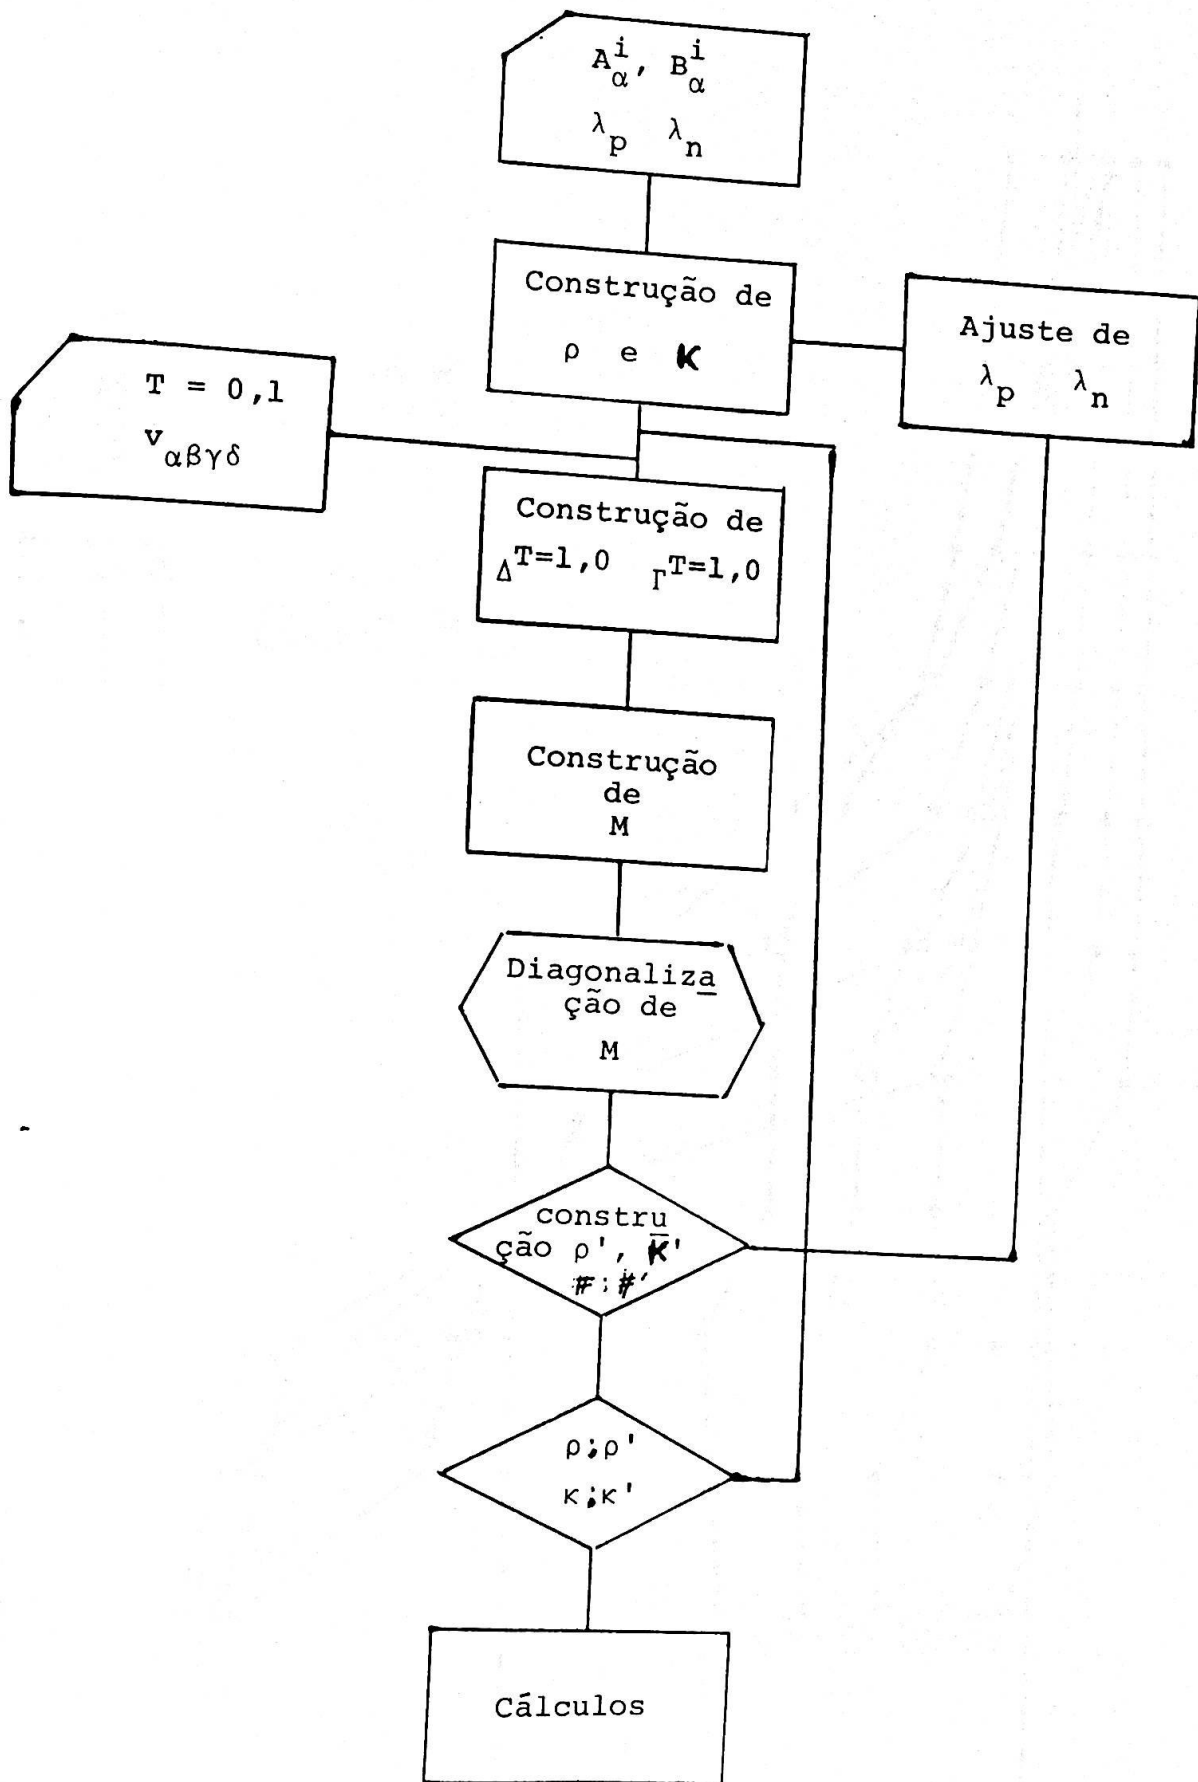 A^i_α, B^i_α
λ_p λ_n
Construção de
ρ e κ
Ajuste de
λ_p λ_n
T = 0,1
v_αβγδ
Construção de
Δ^T=1,0 Γ^T=1,0
Construção
de
M
Diagonaliza
ção de
M
constru
ção ρ', κ'
#;#'
ρ;ρ'
κ;κ'
Cálculos